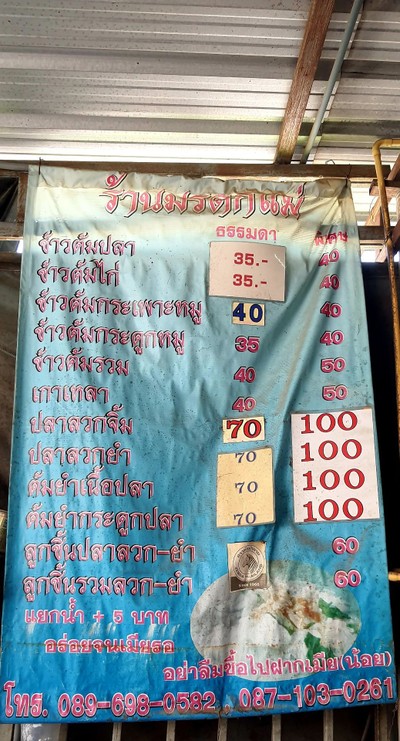 ร้านมรดกแม่
ธรรมดา พิเศษ
ข้าวต้มปลา 35.- 40
ข้าวต้มไก่ 35.- 40
ข้าวต้มกระเพาะหมู 40 40
ข้าวต้มกระดูกหมู 35 40
ข้าวต้มรวม 40 50
เกาเหลา 40 50
ปลาลวกจิ้ม 70 100
ปลาลวกยำ 70 100
ต้มยำเนื้อปลา 70 100
ต้มยำกระดูกปลา 70 100
ลูกชิ้นปลาลวก-ยำ 60
ลูกชิ้นรวมลวก-ยำ 60
แยกน้ำ + 5 บาท
อร่อยจนเมียรอ
อย่าลืมซื้อไปฝากเมีย(น้อย)
โทร. 089-698-0582 , 087-103-0261